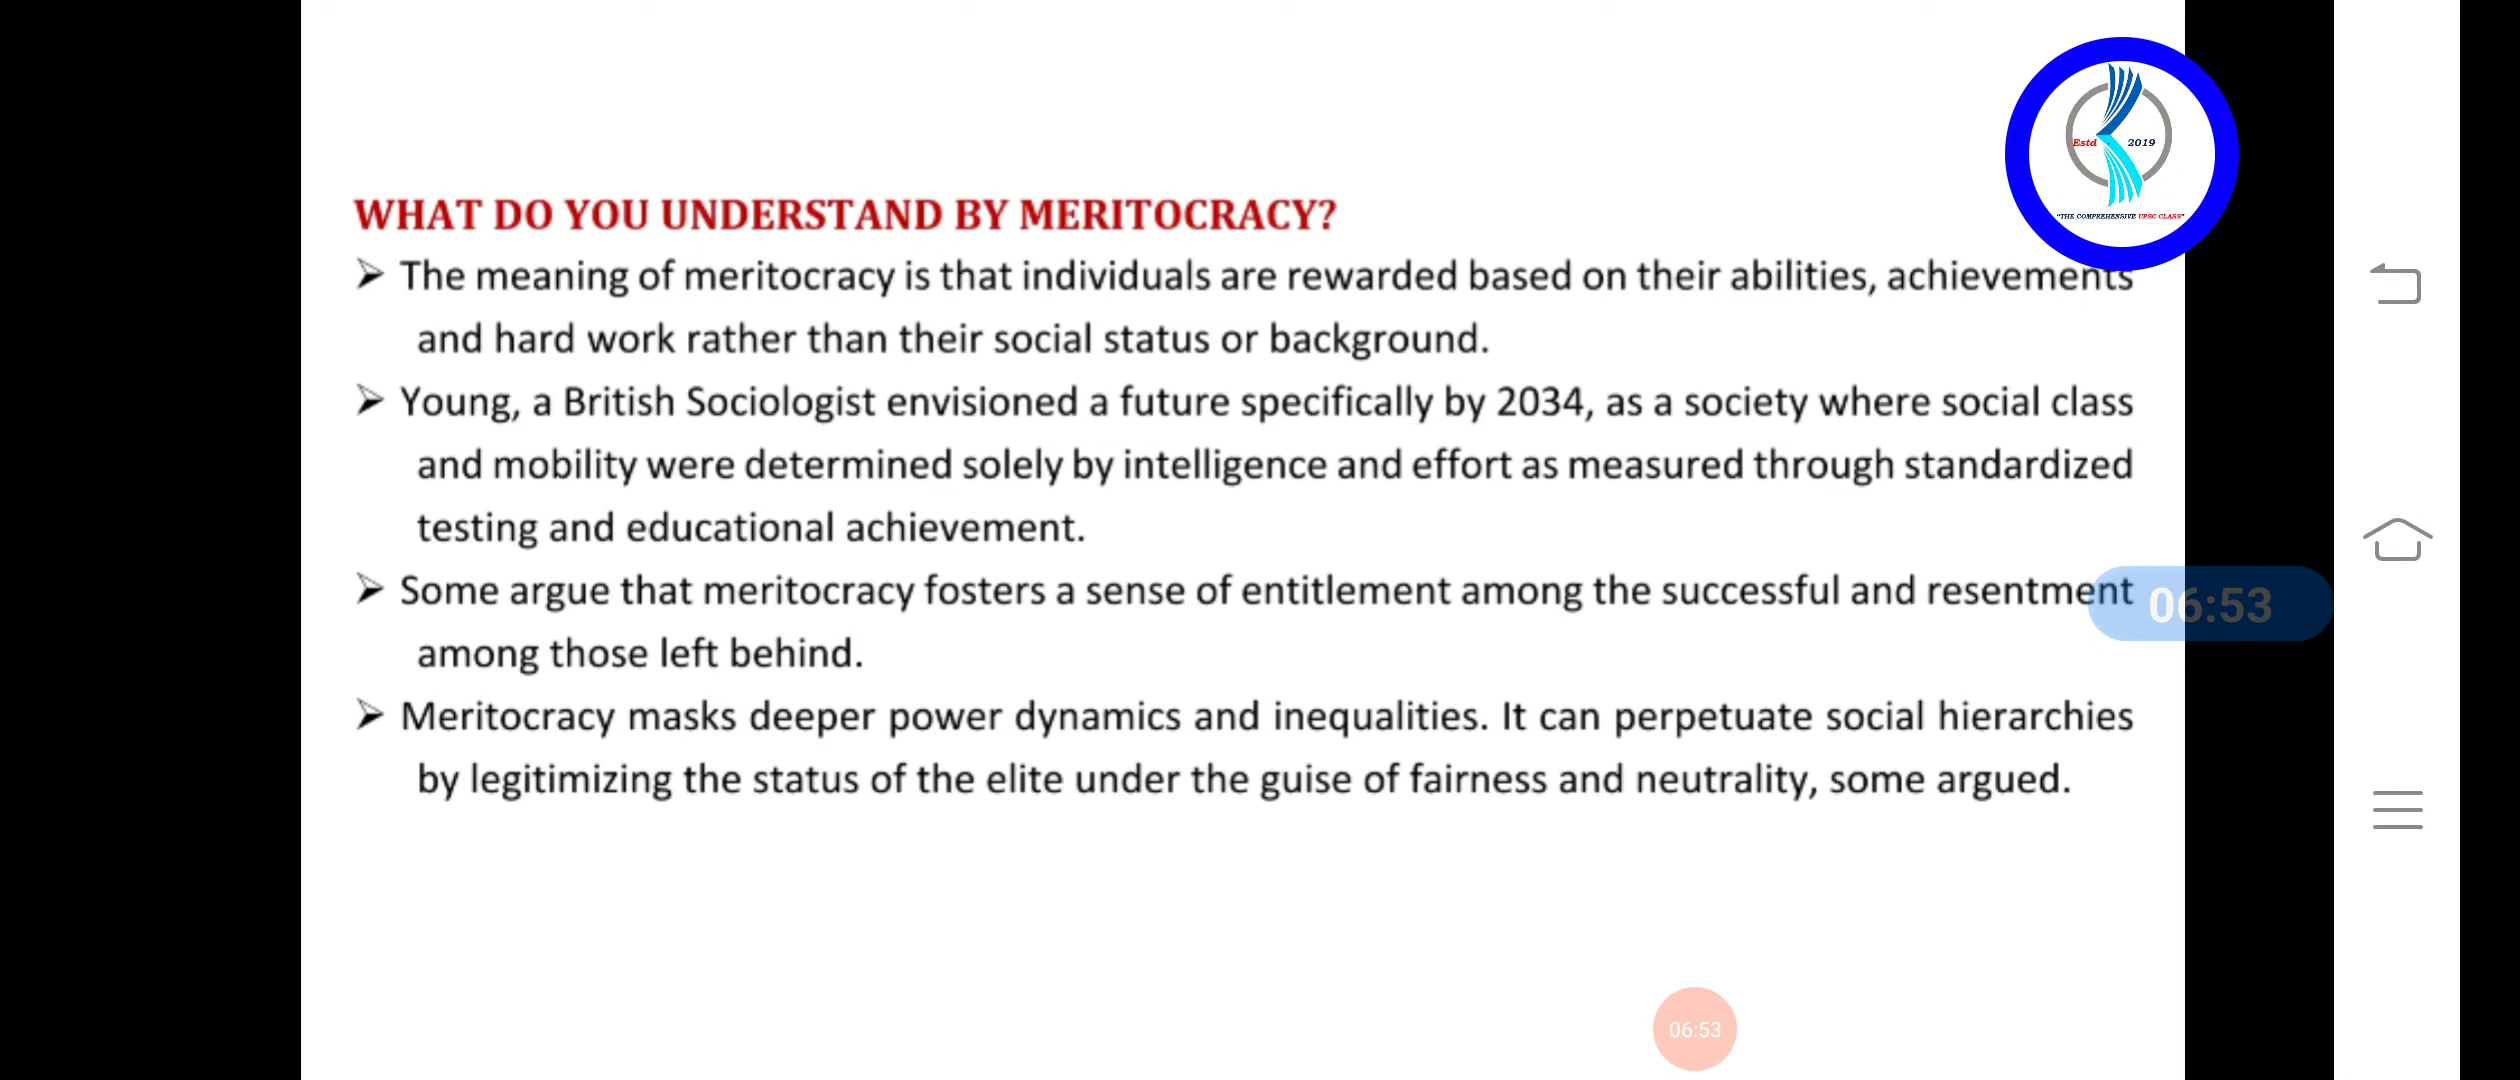 Estd 2019
"THE COMPREHENSIVE UPSC CLASS"
WHAT DO YOU UNDERSTAND BY MERITOCRACY?
➤ The meaning of meritocracy is that individuals are rewarded based on their abilities, achievements
and hard work rather than their social status or background.
➤ Young, a British Sociologist envisioned a future specifically by 2034, as a society where social class
and mobility were determined solely by intelligence and effort as measured through standardized
testing and educational achievement.
➤ Some argue that meritocracy fosters a sense of entitlement among the successful and resentment
among those left behind.
06:53
➤ Meritocracy masks deeper power dynamics and inequalities. It can perpetuate social hierarchies
by legitimizing the status of the elite under the guise of fairness and neutrality, some argued.
06:53